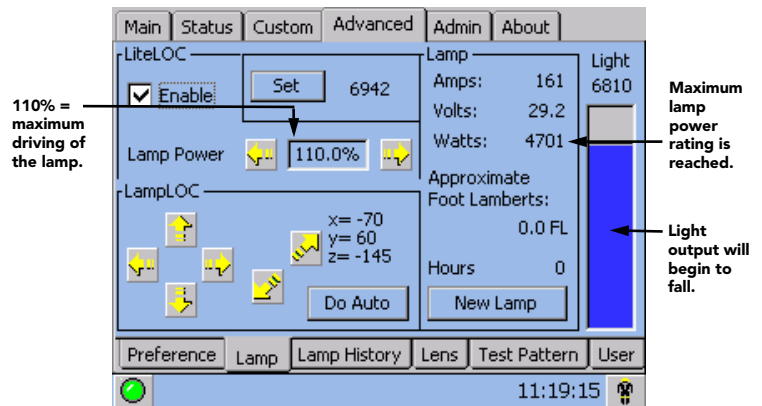 Main Status Custom Advanced Admin About
LiteLOC
Enable
Set 6942
Lamp Power 110.0%
LampLOC
x= -70
y= 60
z= -145
Do Auto
Lamp
Amps: 161
Volts: 29.2
Watts: 4701
Approximate
Foot Lamberts:
0.0 FL
Hours 0
New Lamp
Light
6810
Preference Lamp Lamp History Lens Test Pattern User
11:19:15
110% =
maximum
driving of
the lamp.
Maximum
lamp
power
rating is
reached.
Light
output will
begin to
fall.